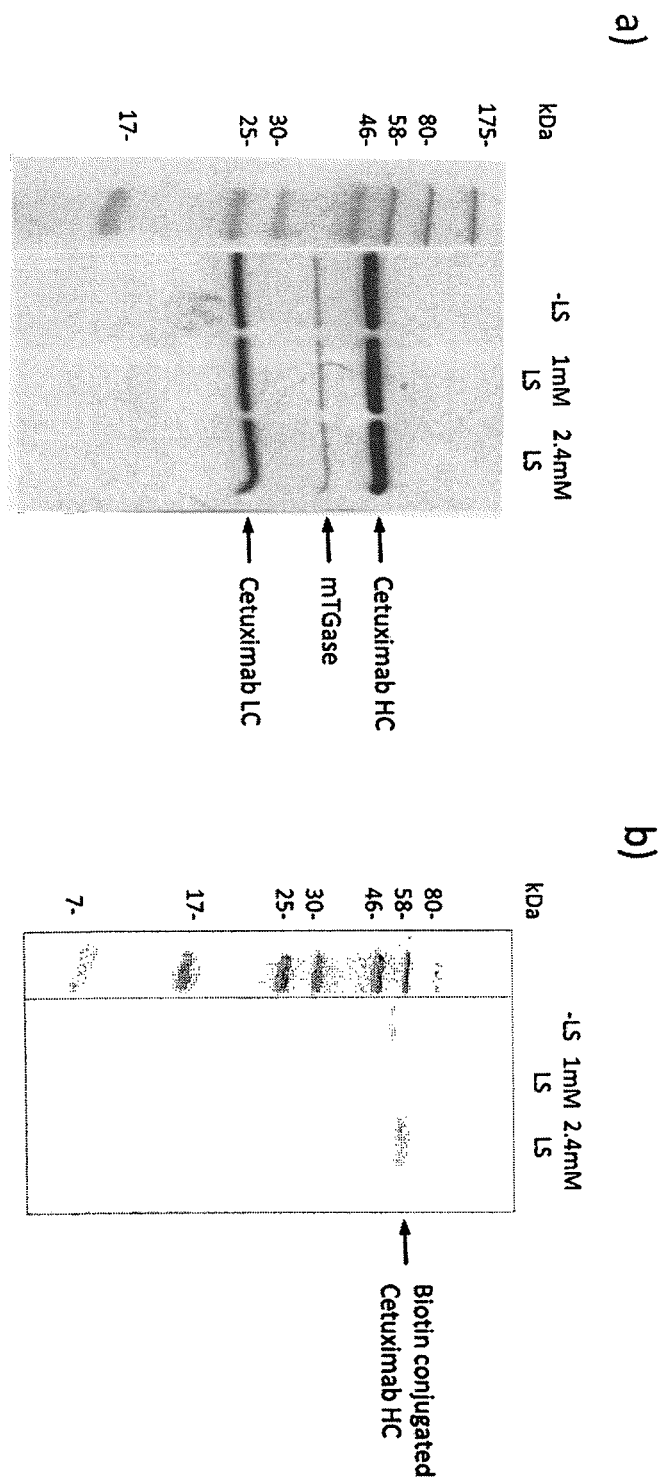 a)
kDa
175-
80-
58-
46-
30-
25-
17-
-LS 1mM 2.4mM
LS LS
Cetuximab HC
mTGase
Cetuximab LC
b)
kDa
80-
58-
46-
30-
25-
17-
7-
-LS 1mM 2.4mM
LS LS
Biotin conjugated
Cetuximab HC